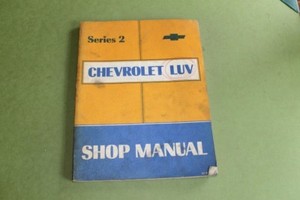 Series 2
CHEVROLET LUV
SHOP MANUAL